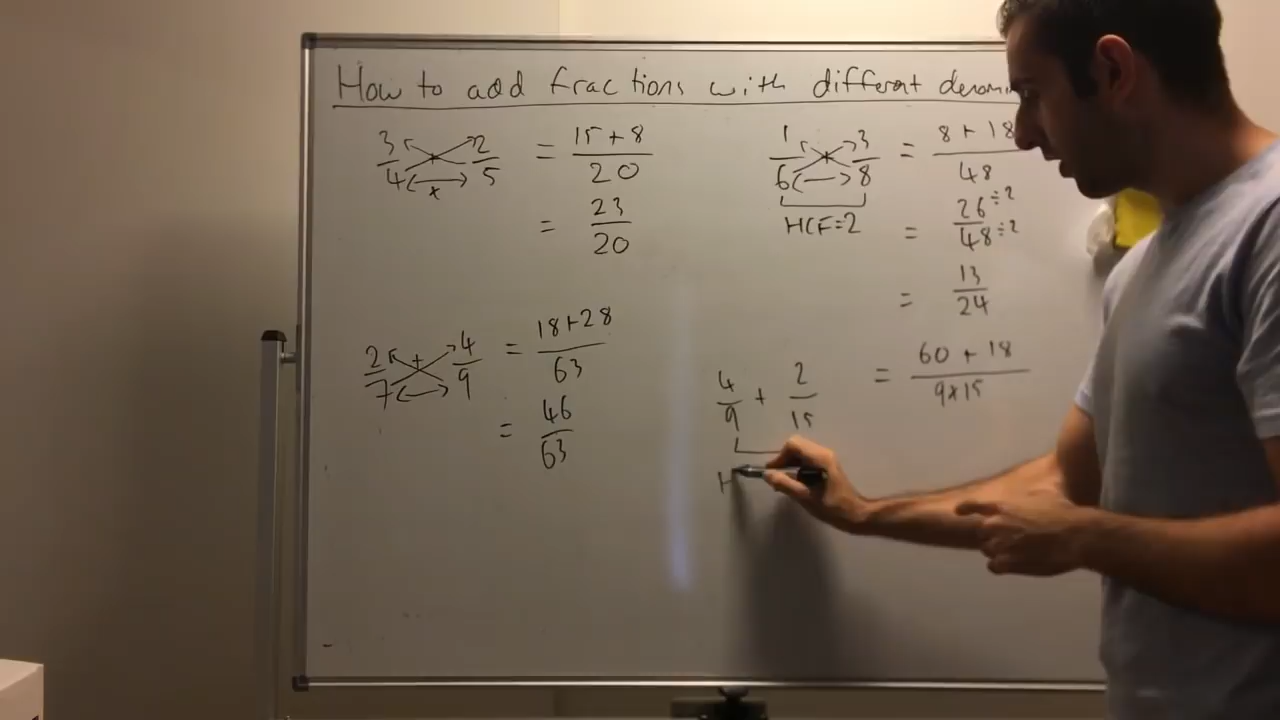 How to add fractions with different
3/4 + 2/5 = 15 + 8 / 20
×
= 23/20
1/6 + 3/8 = 8 + 18 / 48
HCF=2
= 26÷2 / 48÷2
= 13/24
2/7 + 4/9 = 18+28 / 63
= 46/63
4/9 + 2/15 = 60 + 18 / 9×15
H